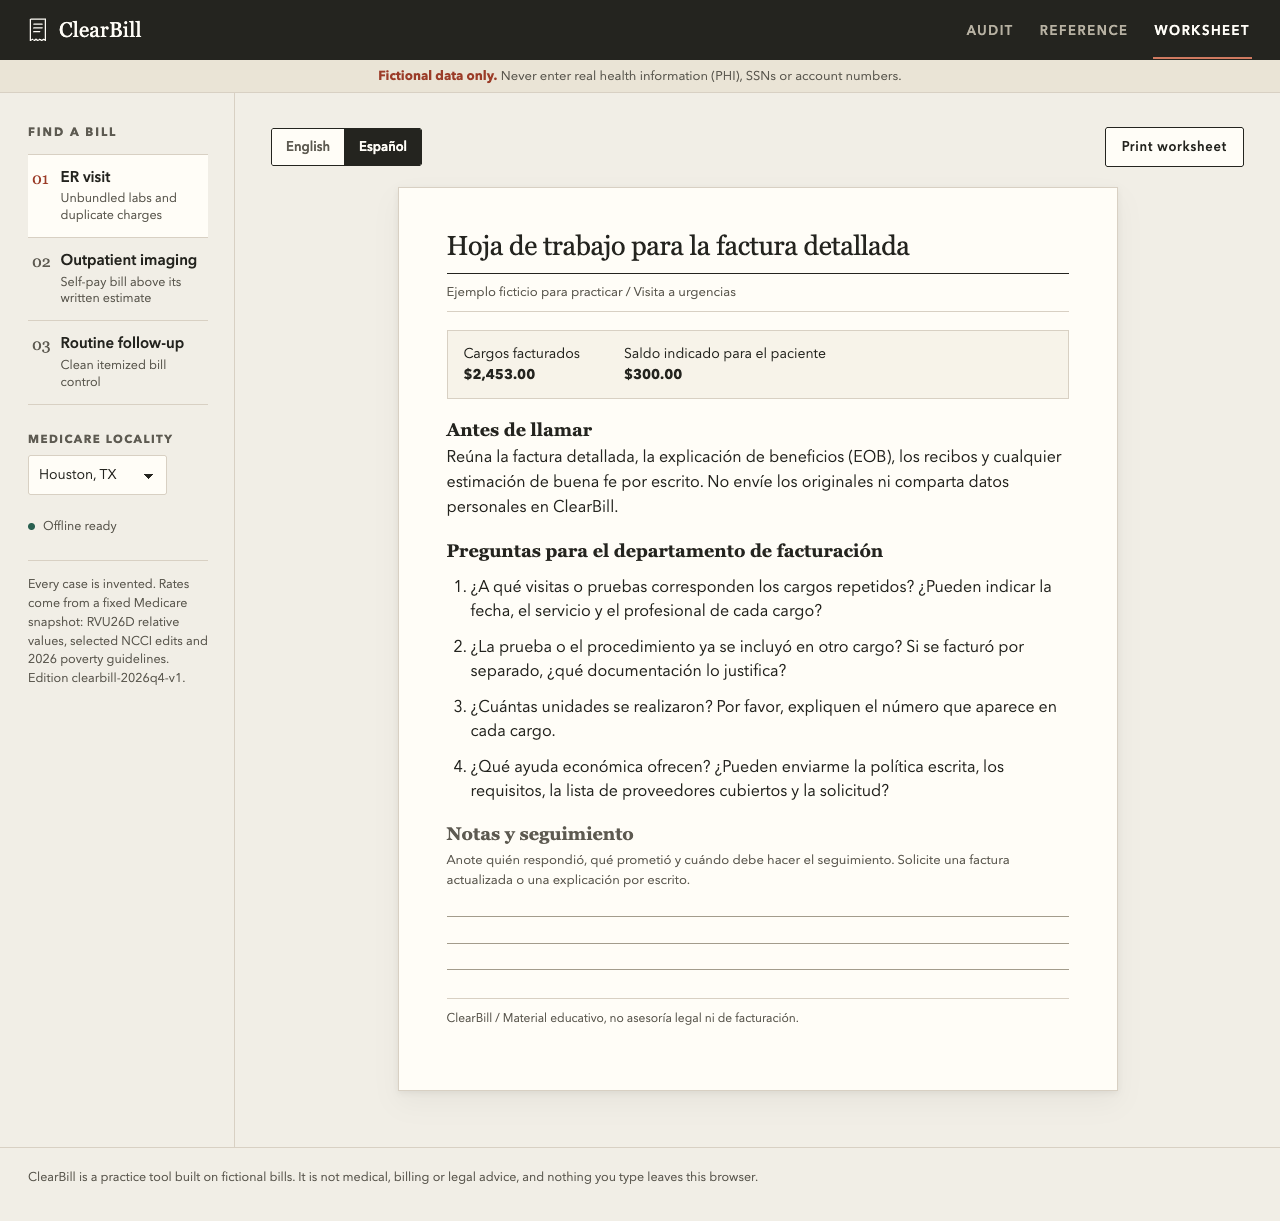 ClearBill
AUDIT
REFERENCE
WORKSHEET
Fictional data only. Never enter real health information (PHI), SSNs or account numbers.
FIND A BILL
01
ER visit
Unbundled labs and
duplicate charges
02
Outpatient imaging
Self-pay bill above its
written estimate
03
Routine follow-up
Clean itemized bill
control
MEDICARE LOCALITY
Houston, TX
Offline ready
Every case is invented. Rates
come from a fixed Medicare
snapshot: RVU26D relative
values, selected NCCI edits and
2026 poverty guidelines.
Edition clearbill-2026q4-v1.
English
Español
Print worksheet
Hoja de trabajo para la factura detallada
Ejemplo ficticio para practicar / Visita a urgencias
Cargos facturados
$2,453.00
Saldo indicado para el paciente
$300.00
Antes de llamar
Reúna la factura detallada, la explicación de beneficios (EOB), los recibos y cualquier
estimación de buena fe por escrito. No envíe los originales ni comparta datos
personales en ClearBill.
Preguntas para el departamento de facturación
1. ¿A qué visitas o pruebas corresponden los cargos repetidos? ¿Pueden indicar la
fecha, el servicio y el profesional de cada cargo?
2. ¿La prueba o el procedimiento ya se incluyó en otro cargo? Si se facturó por
separado, ¿qué documentación lo justifica?
3. ¿Cuántas unidades se realizaron? Por favor, expliquen el número que aparece en
cada cargo.
4. ¿Qué ayuda económica ofrecen? ¿Pueden enviarme la política escrita, los
requisitos, la lista de proveedores cubiertos y la solicitud?
Notas y seguimiento
Anote quién respondió, qué prometió y cuándo debe hacer el seguimiento. Solicite una factura
actualizada o una explicación por escrito.
ClearBill / Material educativo, no asesoría legal ni de facturación.
ClearBill is a practice tool built on fictional bills. It is not medical, billing or legal advice, and nothing you type leaves this browser.